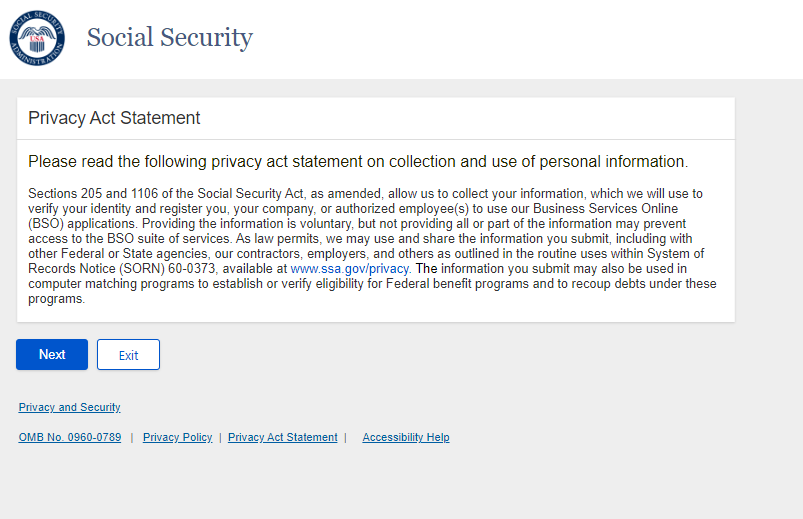 SOCIAL SECURITY ADMINISTRATION
USA
Social Security
Privacy Act Statement
Please read the following privacy act statement on collection and use of personal information.
Sections 205 and 1106 of the Social Security Act, as amended, allow us to collect your information, which we will use to
verify your identity and register you, your company, or authorized employee(s) to use our Business Services Online
(BSO) applications. Providing the information is voluntary, but not providing all or part of the information may prevent
access to the BSO suite of services. As law permits, we may use and share the information you submit, including with
other Federal or State agencies, our contractors, employers, and others as outlined in the routine uses within System of
Records Notice (SORN) 60-0373, available at www.ssa.gov/privacy. The information you submit may also be used in
computer matching programs to establish or verify eligibility for Federal benefit programs and to recoup debts under these
programs.
Next Exit
Privacy and Security
OMB No. 0960-0789 | Privacy Policy | Privacy Act Statement | Accessibility Help